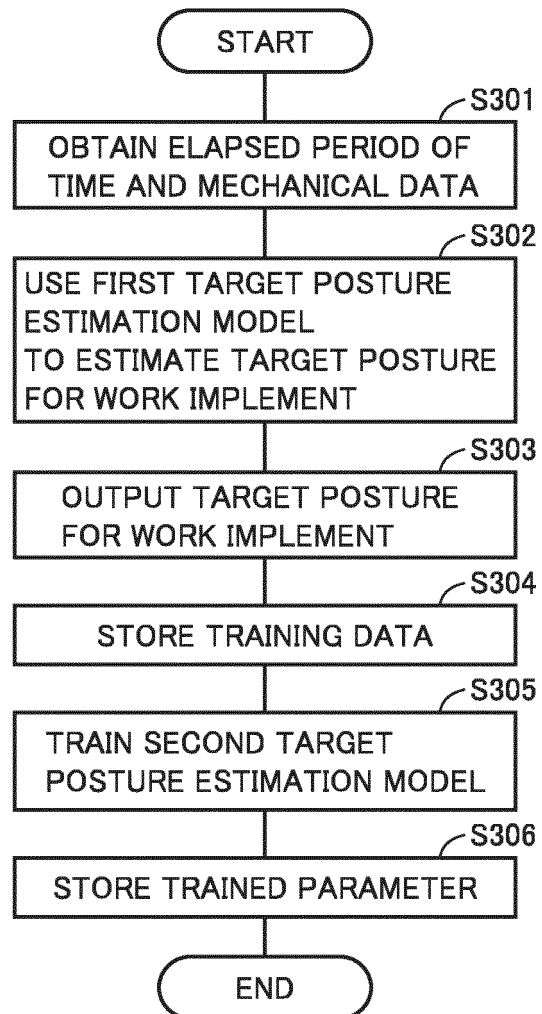 START
S301
OBTAIN ELAPSED PERIOD OF
TIME AND MECHANICAL DATA
S302
USE FIRST TARGET POSTURE
ESTIMATION MODEL
TO ESTIMATE TARGET POSTURE
FOR WORK IMPLEMENT
S303
OUTPUT TARGET POSTURE
FOR WORK IMPLEMENT
S304
STORE TRAINING DATA
S305
TRAIN SECOND TARGET
POSTURE ESTIMATION MODEL
S306
STORE TRAINED PARAMETER
END